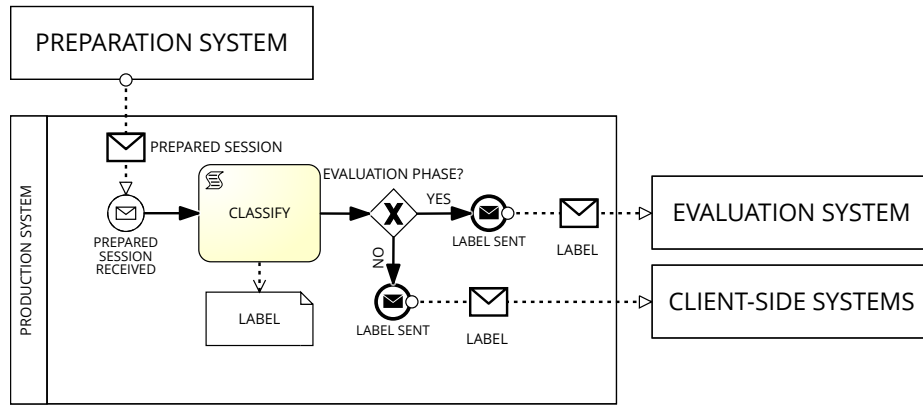 PREPARATION SYSTEM
PREPARED SESSION
PRODUCTION SYSTEM
PREPARED
SESSION
RECEIVED
CLASSIFY
LABEL
EVALUATION PHASE?
X
YES
NO
LABEL SENT
LABEL
EVALUATION SYSTEM
LABEL SENT
LABEL
CLIENT-SIDE SYSTEMS